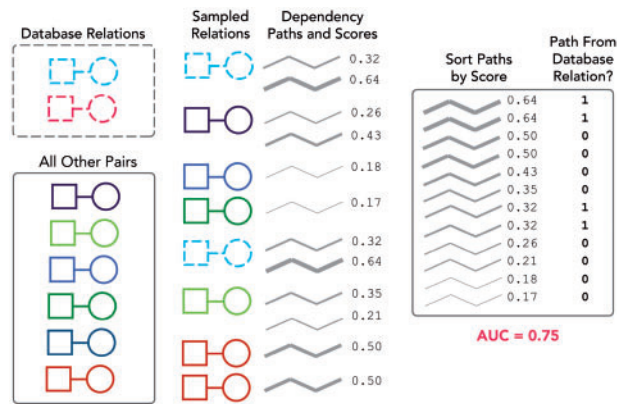 Database Relations
All Other Pairs
Sampled
Relations
Dependency
Paths and Scores
0.32
0.64
0.26
0.43
0.18
0.17
0.32
0.64
0.35
0.21
0.50
0.50
Sort Paths
by Score
Path From
Database
Relation?
0.64 1
0.64 1
0.50 0
0.50 0
0.43 0
0.35 0
0.32 1
0.32 1
0.26 0
0.21 0
0.18 0
0.17 0
AUC = 0.75